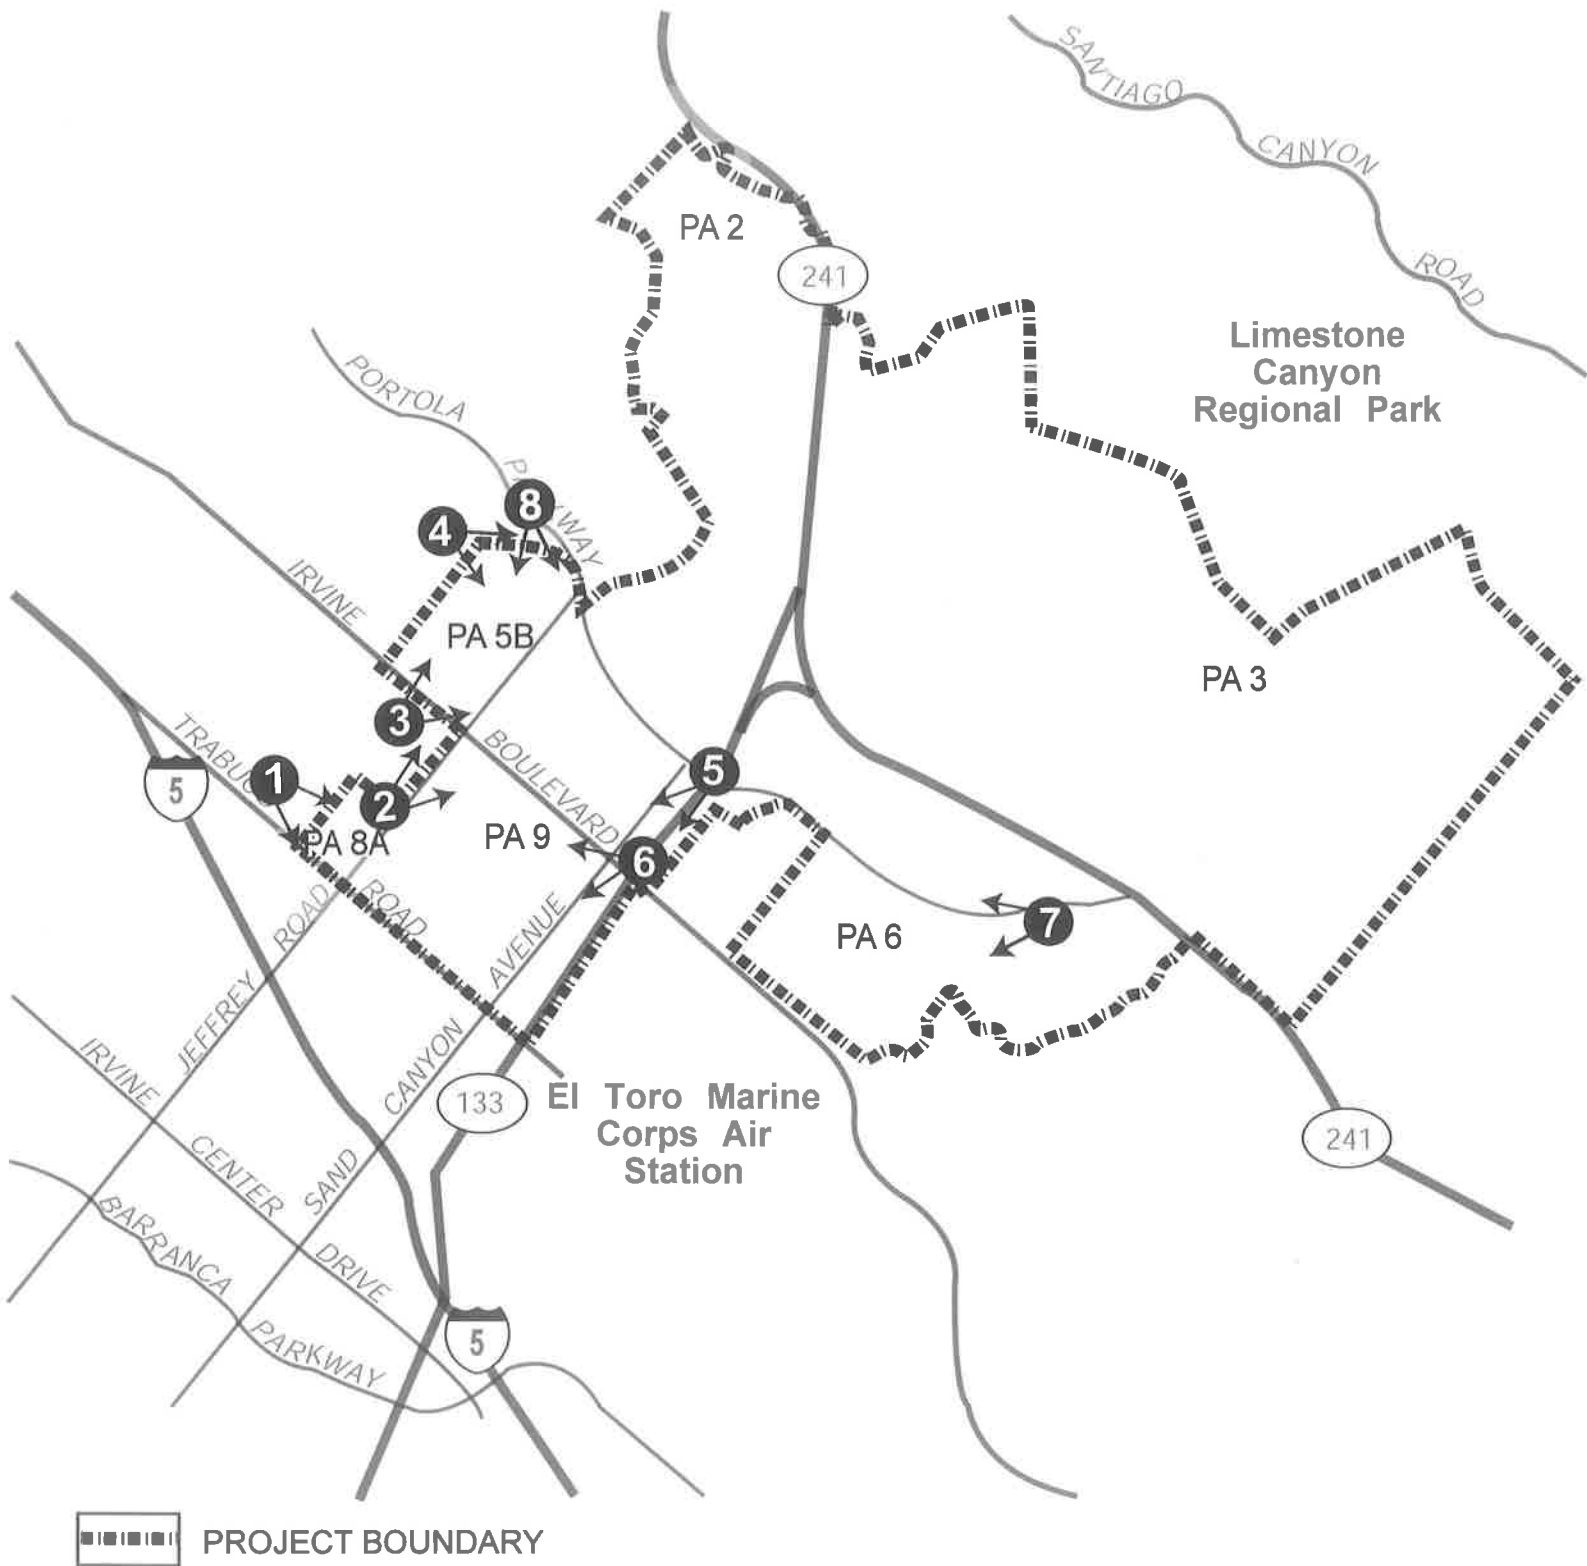 SANTIAGO
CANYON
ROAD
PA 2
241
Limestone
Canyon
Regional Park
PORTOLA
PARKWAY
8
4
IRVINE
PA 5B
PA 3
3
TRABUCO
BOULEVARD
5
1
5
2
PA 9
PA 8A
6
ROAD
ROAD
AVENUE
PA 6
7
JEFFREY
CANYON
IRVINE
133
El Toro Marine
Corps Air
Station
241
CENTER
SAND
BARRANCA
DRIVE
5
PARKWAY
PROJECT BOUNDARY